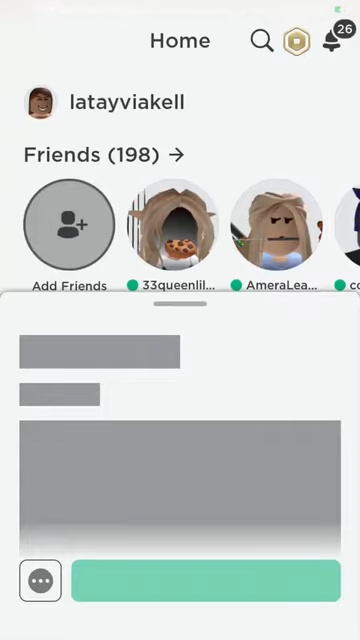 Home
26
latayviakell
Friends (198) →
Add Friends
33queenlil...
AmeraLea...